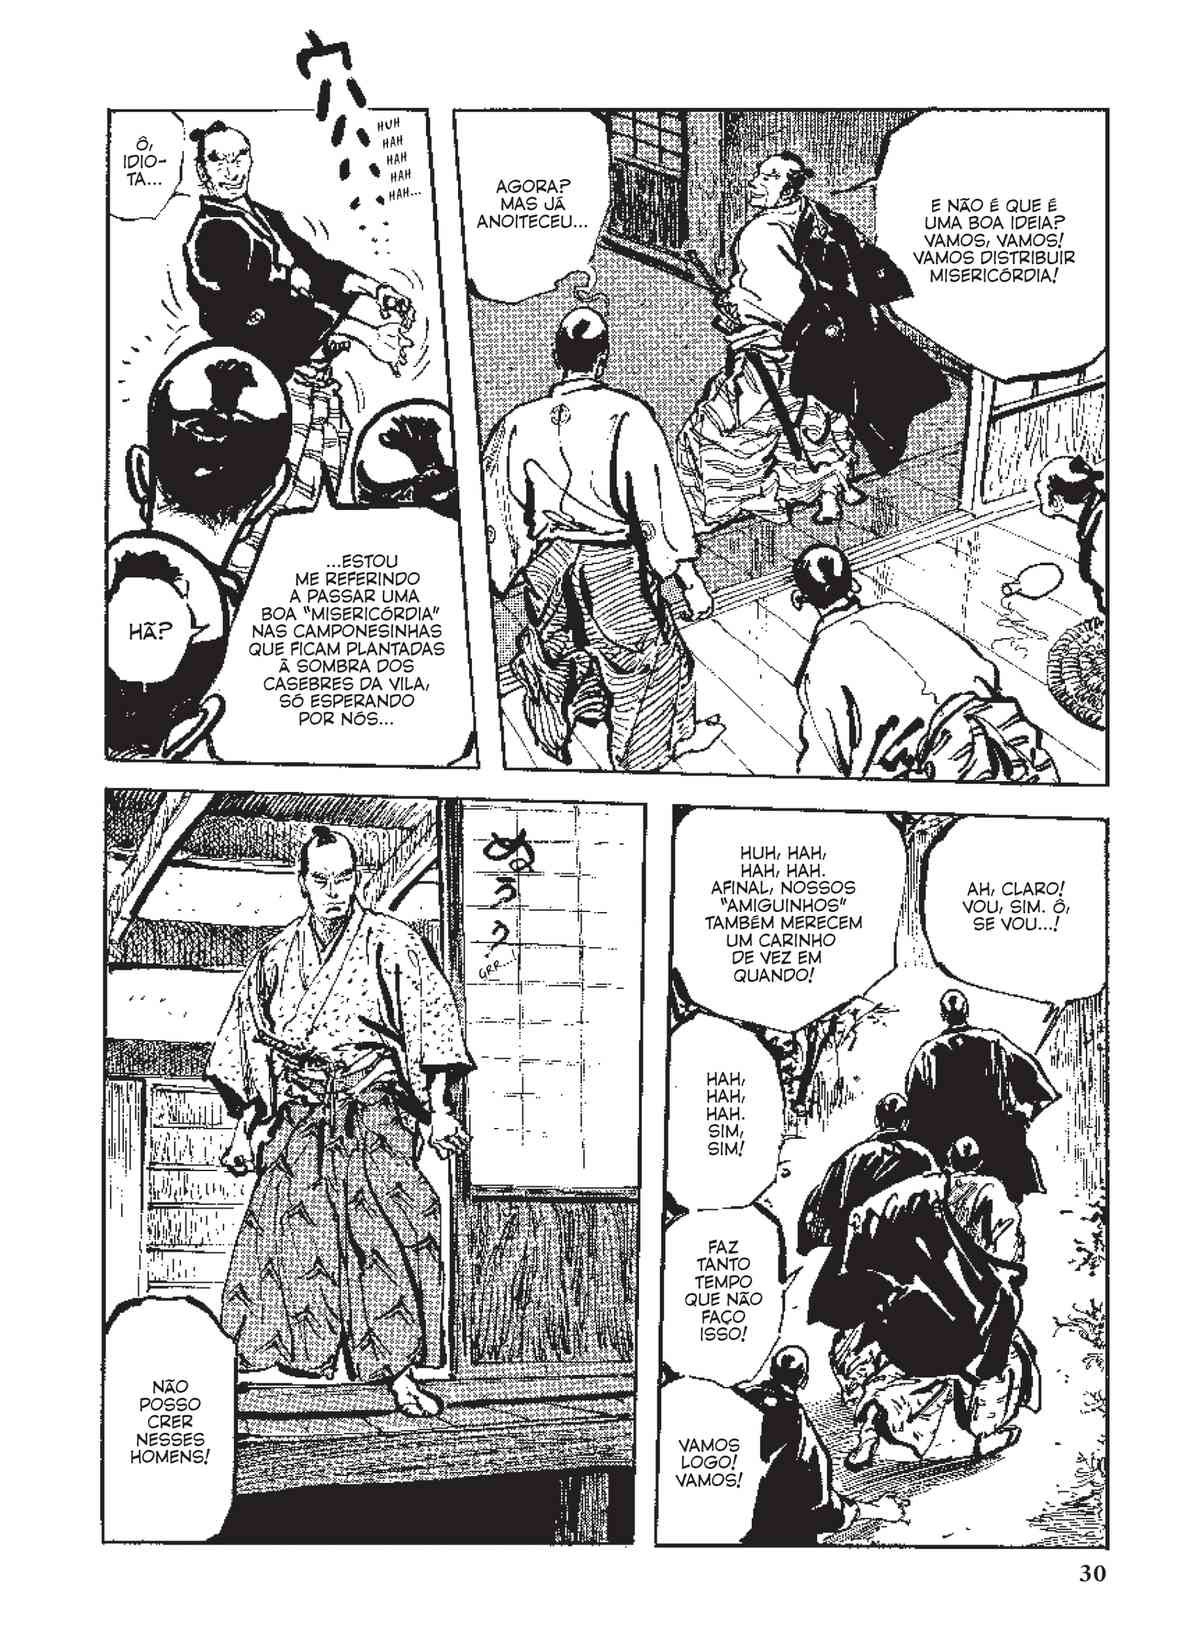 E NÃO É QUE É
UMA BOA IDEIA?
VAMOS, VAMOS!
VAMOS DISTRIBUIR
MISERICÓRDIA!
AGORA?
MAS JÁ
ANOITECEU...
Ô,
IDIO-
TA...
HUH
HAH
HAH
HAH
HAH...
...ESTOU
ME REFERINDO
A PASSAR UMA
BOA “MISERICÓRDIA”
NAS CAMPONESINHAS
QUE FICAM PLANTADAS
À SOMBRA DOS
CASEBRES DA VILA,
SÓ ESPERANDO
POR NÓS...
HÃ?
AH, CLARO!
VOU, SIM. Ô,
SE VOU...!
HUH, HAH,
HAH, HAH.
AFINAL, NOSSOS
“AMIGUINHOS”
TAMBÉM MERECEM
UM CARINHO
DE VEZ EM
QUANDO!
HAH,
HAH,
HAH.
SIM,
SIM!
FAZ
TANTO
TEMPO
QUE NÃO
FAÇO
ISSO!
VAMOS
LOGO!
VAMOS!
GRR...!
NÃO
POSSO
CRER
NESSES
HOMENS!
30